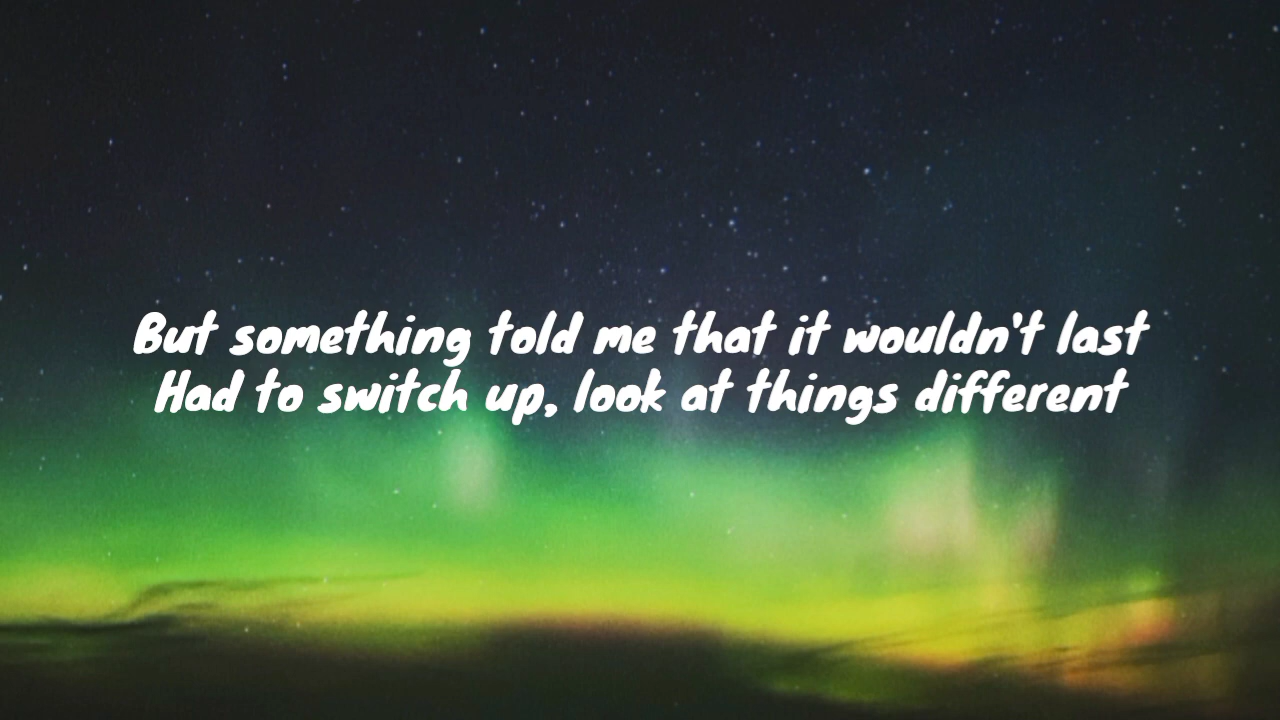 But something told me that it wouldn't last
Had to switch up, look at things different